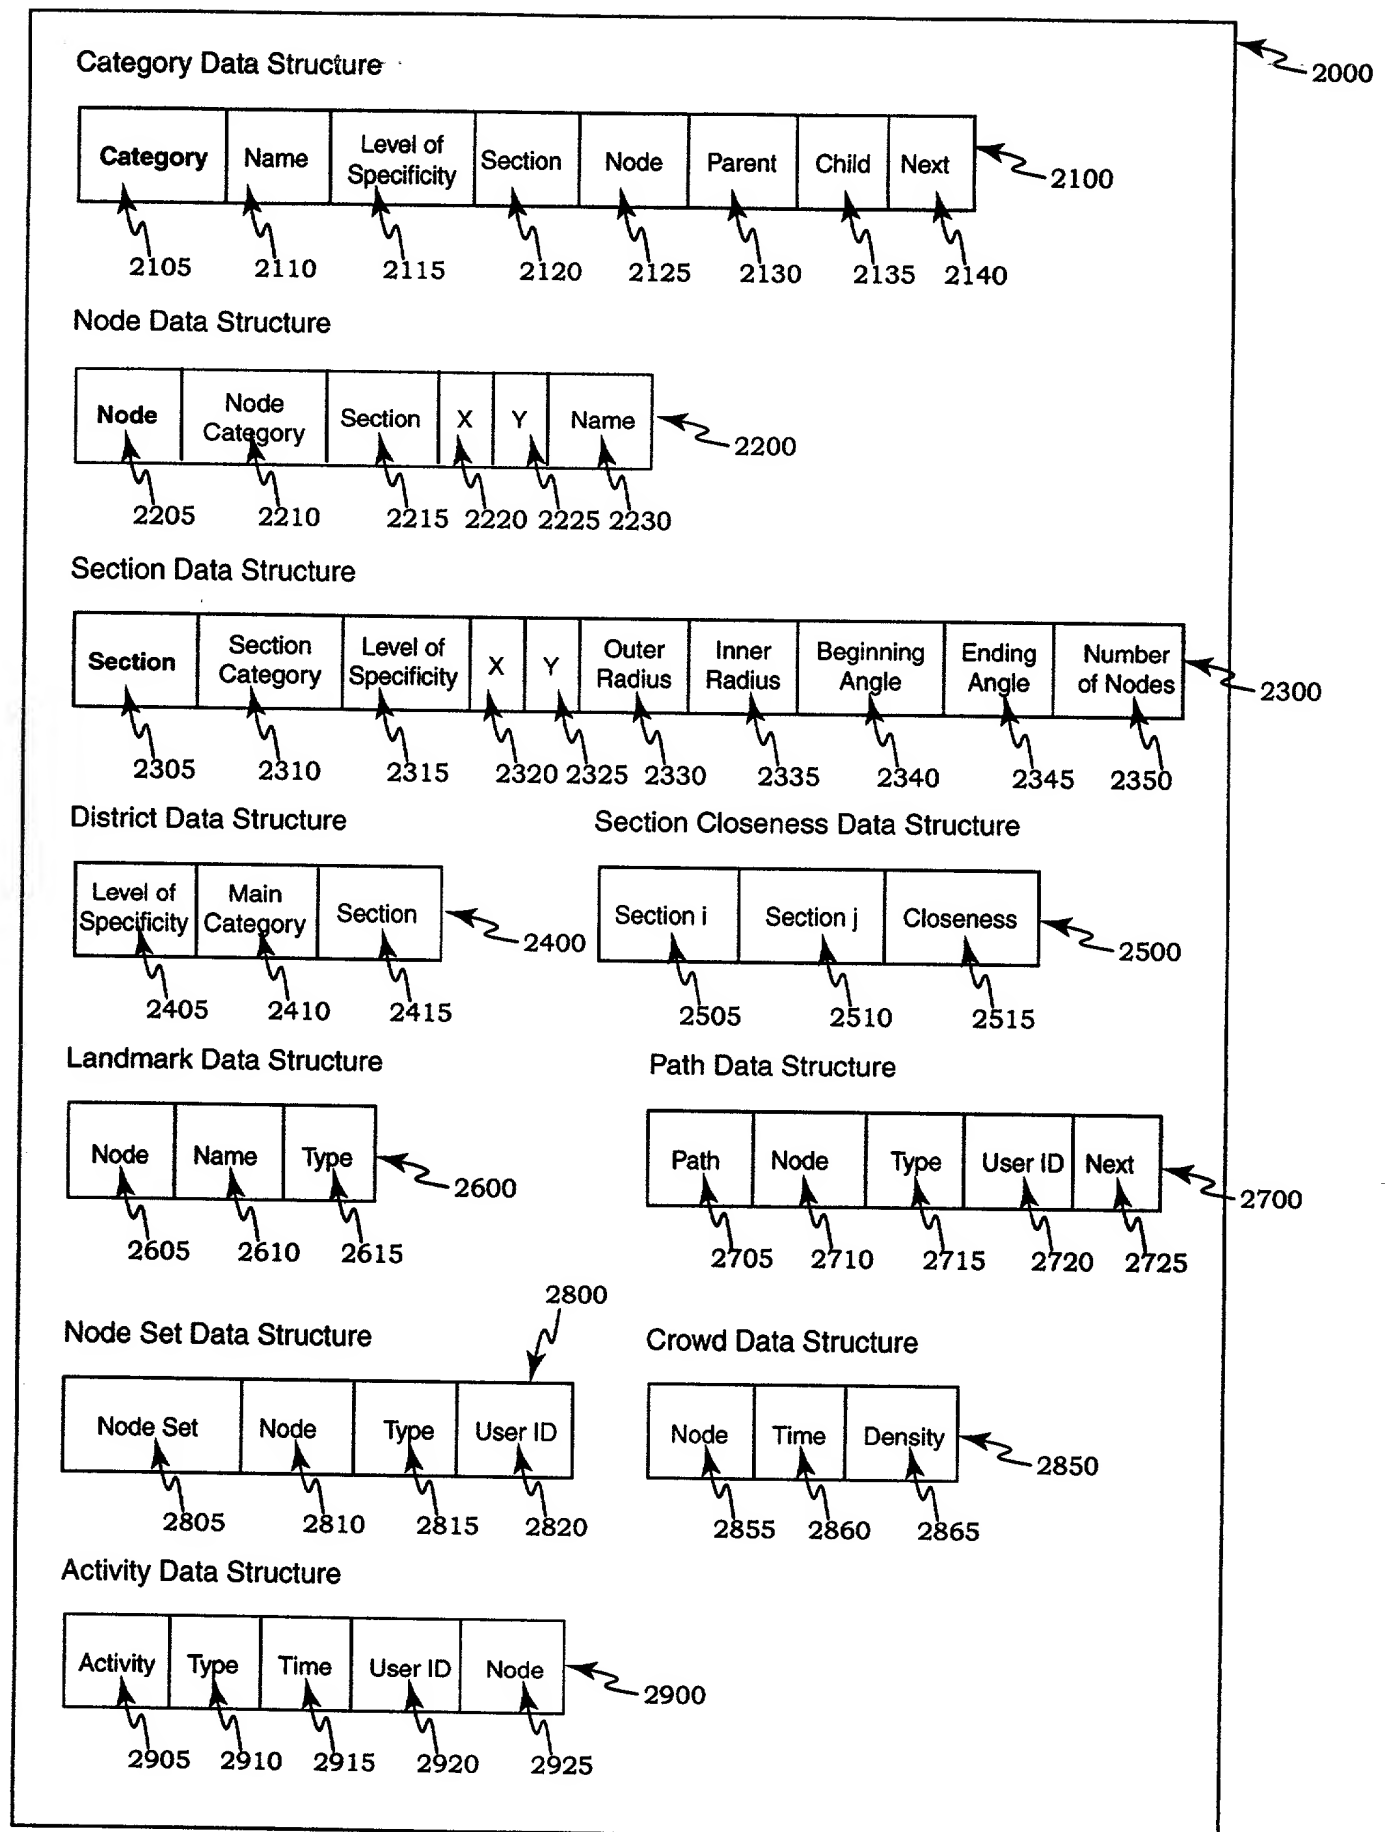 Category Data Structure
2000
Category Name Level of Specificity Section Node Parent Child Next
2100
2105 2110 2115 2120 2125 2130 2135 2140
Node Data Structure
Node Node Category Section X Y Name
2200
2205 2210 2215 2220 2225 2230
Section Data Structure
Section Section Category Level of Specificity X Y Outer Radius Inner Radius Beginning Angle Ending Angle Number of Nodes
2300
2305 2310 2315 2320 2325 2330 2335 2340 2345 2350
District Data Structure
Level of Specificity Main Category Section
2400
2405 2410 2415
Section Closeness Data Structure
Section i Section j Closeness
2500
2505 2510 2515
Landmark Data Structure
Node Name Type
2600
2605 2610 2615
Path Data Structure
Path Node Type User ID Next
2700
2705 2710 2715 2720 2725
Node Set Data Structure
2800
Node Set Node Type User ID
2805 2810 2815 2820
Crowd Data Structure
Node Time Density
2850
2855 2860 2865
Activity Data Structure
Activity Type Time User ID Node
2900
2905 2910 2915 2920 2925